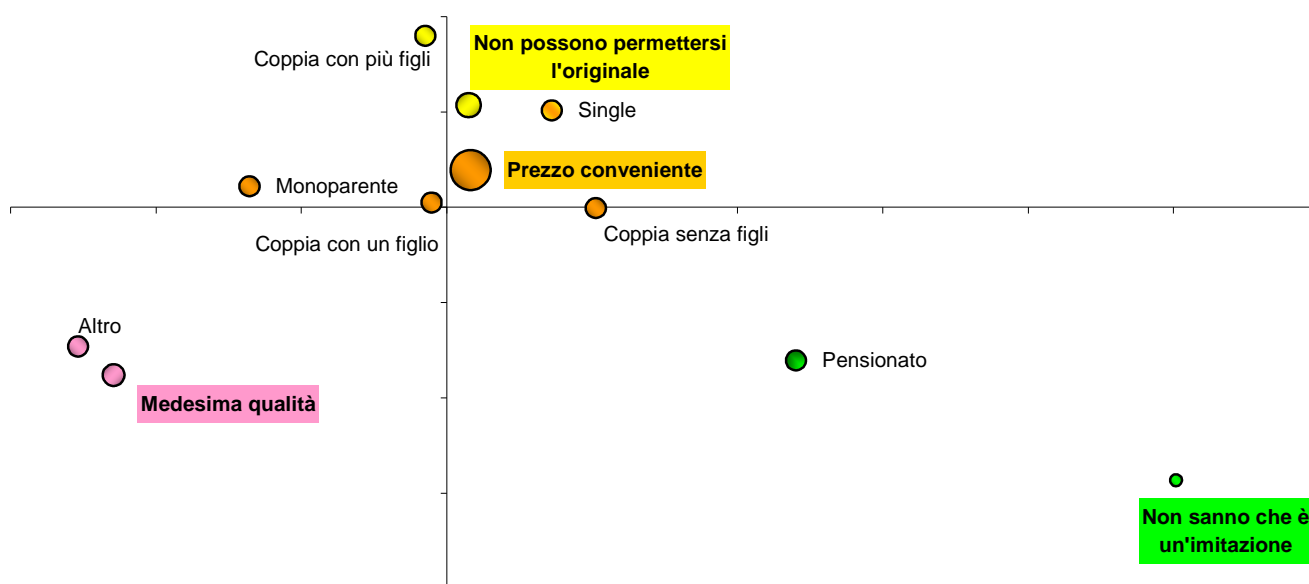 Non possono permettersi
l'originale
Coppia con più figli
Single
Prezzo conveniente
Monoparente
Coppia con un figlio
Coppia senza figli
Altro
Medesima qualità
Pensionato
Non sanno che è
un'imitazione